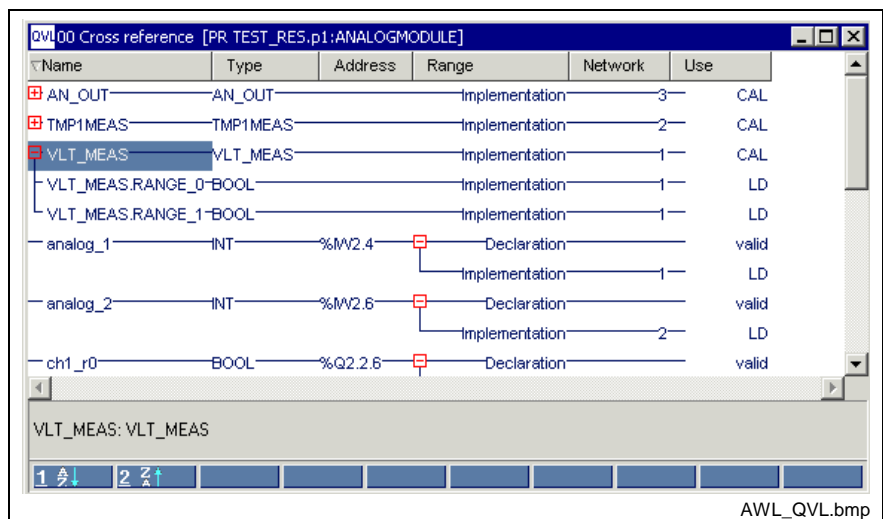 QVL 00 Cross reference [PR TEST_RES.p1:ANALOGMODULE]
Name Type Address Range Network Use
AN_OUT AN_OUT Implementation 3 CAL
TMP1MEAS TMP1MEAS Implementation 2 CAL
VLT_MEAS VLT_MEAS Implementation 1 CAL
VLT_MEAS.RANGE_0 BOOL Implementation 1 LD
VLT_MEAS.RANGE_1 BOOL Implementation 1 LD
analog_1 INT %IW2.4 Declaration valid
Implementation 1 LD
analog_2 INT %IW2.6 Declaration valid
Implementation 2 LD
ch1_r0 BOOL %Q2.2.6 Declaration valid
VLT_MEAS: VLT_MEAS
1 A Z 2 Z A
AWL_QVL.bmp